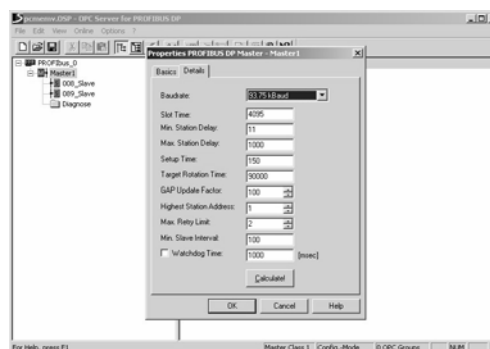 pcmenv.DSP - OPC Server for PROFIBUS DP
File Edit View Online Options ?
PROFIbus_0
Master1
008_Slave
089_Slave
Diagnose
Properties PROFIBUS DP Master - Master1
Basics Details
Baudrate: 93.75 kBaud
Slot Time: 4095
Min. Station Delay: 11
Max. Station Delay: 1000
Setup Time: 150
Target Rotation Time: 90000
GAP Update Factor: 100
Highest Station Address: 1
Max. Retry Limit: 2
Min. Slave Interval: 100
Watchdog Time: 1000 [msec]
Calculate!
OK Cancel Help
For Help, press F1 Master Class 1 Config.-Mode 0 OPC Groups NUM